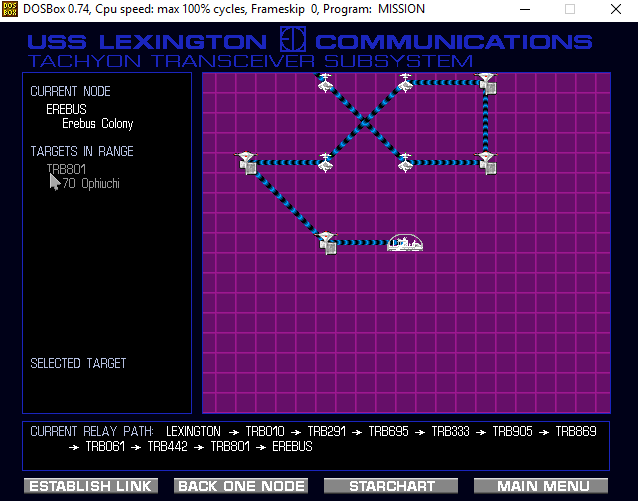 DOS
BOX
DOSBox 0.74, Cpu speed: max 100% cycles, Frameskip 0, Program: MISSION
USS LEXINGTON COMMUNICATIONS
TACHYON TRANSCEIVER SUBSYSTEM
CURRENT NODE
EREBUS
Erebus Colony
TARGETS IN RANGE
TRB801
70 Ophiuchi
SELECTED TARGET
CURRENT RELAY PATH: LEXINGTON → TRB010 → TRB291 → TRB695 → TRB333 → TRB905 → TRB869
→ TRB061 → TRB442 → TRB801 → EREBUS
ESTABLISH LINK BACK ONE NODE STARCHART MAIN MENU